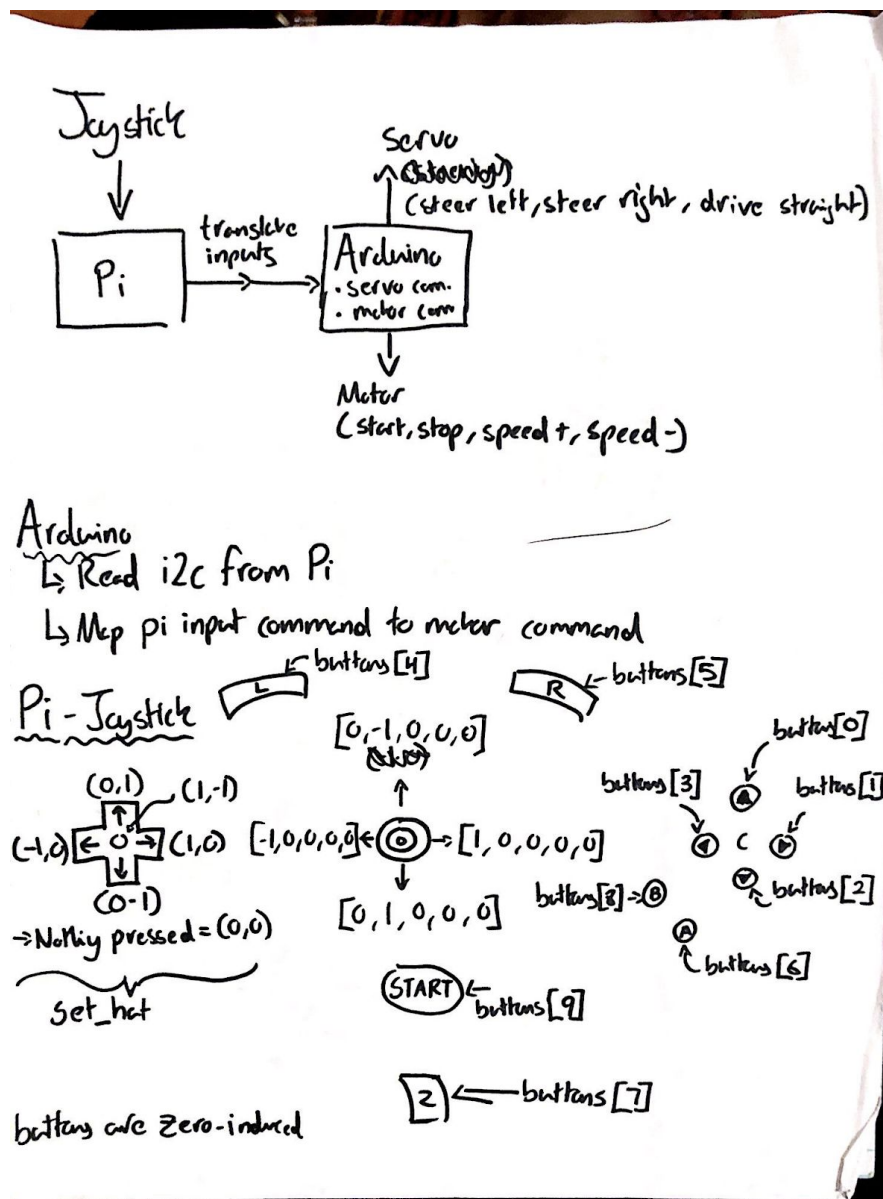 Joystick
Servo
(steer left, steer right, drive straight)
translate
inputs
Pi
Arduino
· servo com.
· motor com
Motor
(start, stop, speed +, speed -)
Arduino
↳ Read i2c from Pi
↳ Map pi input command to motor command
L
buttons[4]
R
buttons[5]
Pi - Joystick
[0,-1,0,0,0]
buttons[0]
(0,1)
(1,-1)
buttons[3]
buttons[1]
(-1,0)
(1,0)
[-1,0,0,0,0]
[1,0,0,0,0]
C
(0-1)
[0,1,0,0,0]
buttons[8]
B
buttons[2]
→ Nothing pressed = (0,0)
A
buttons[6]
get_hat
START
buttons[9]
Z
buttons[7]
buttons are zero-indexed